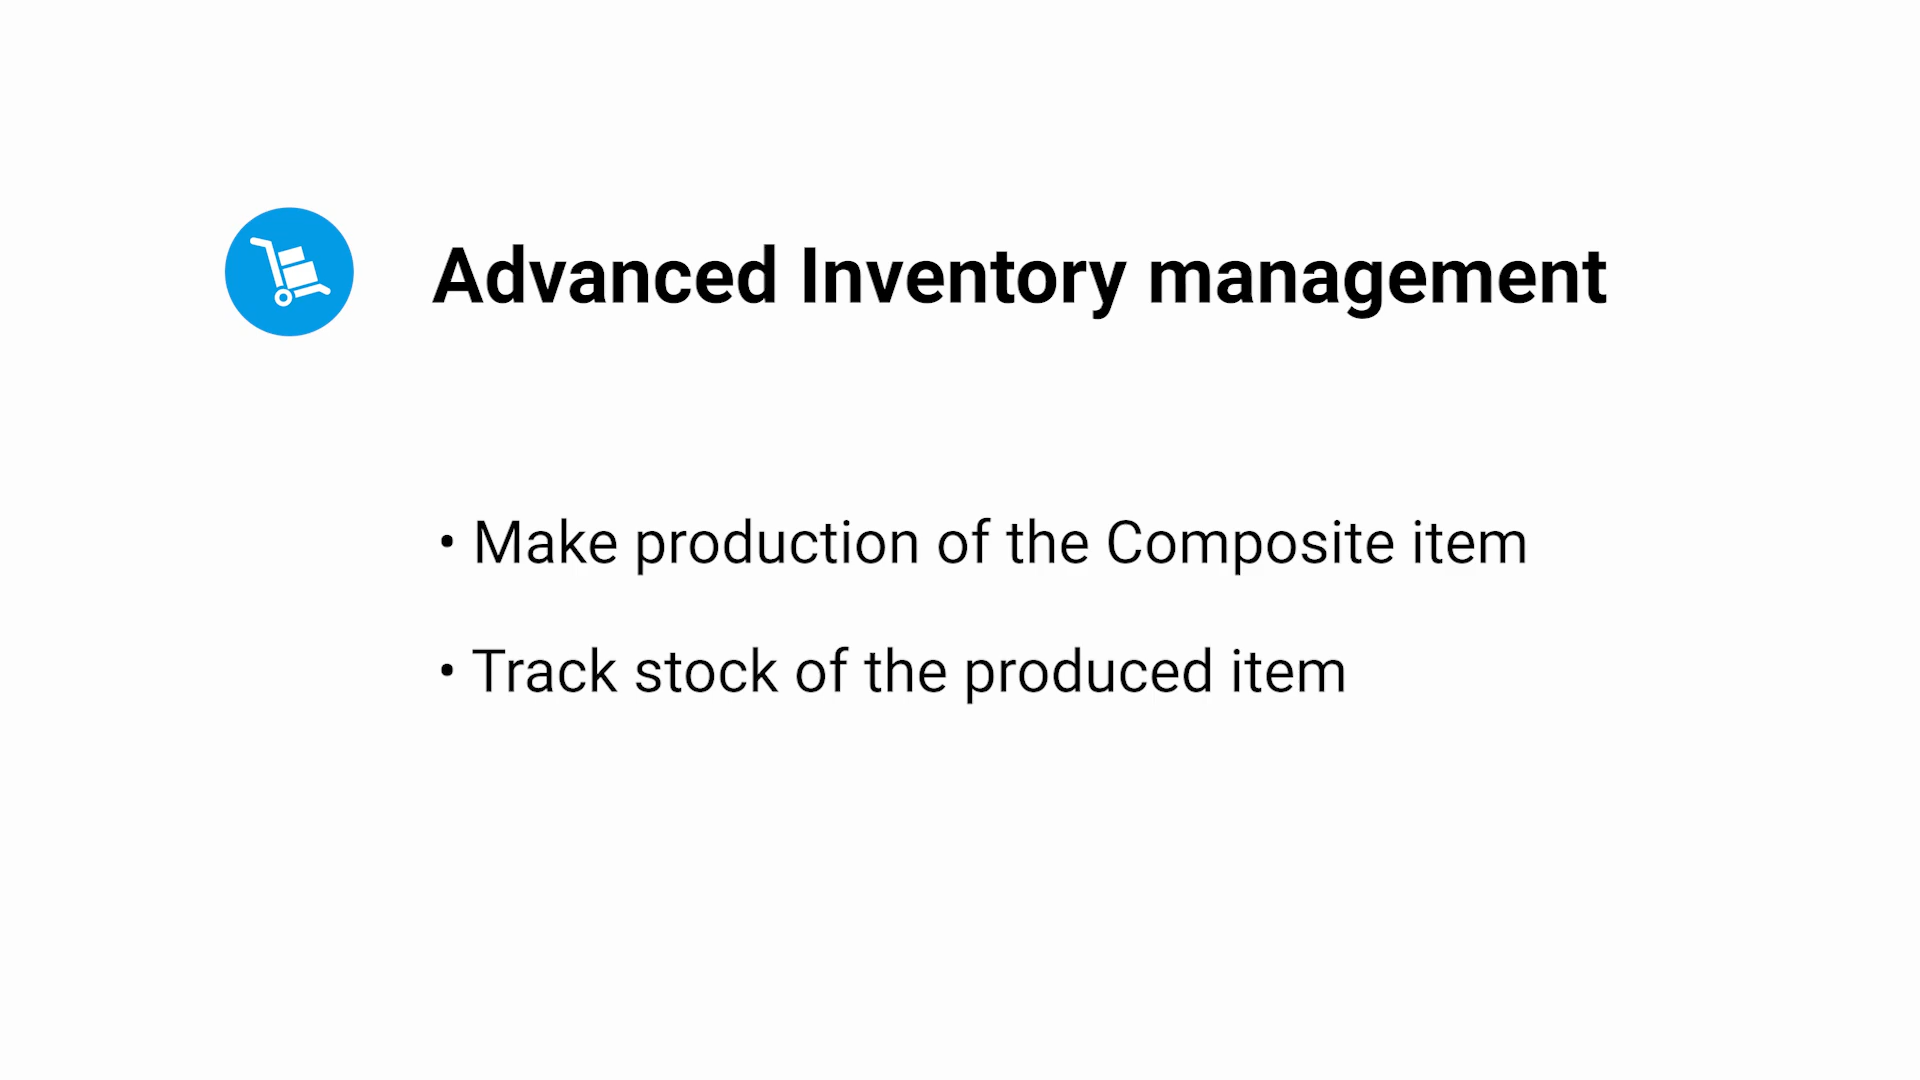 Advanced Inventory management
• Make production of the Composite item
• Track stock of the produced item